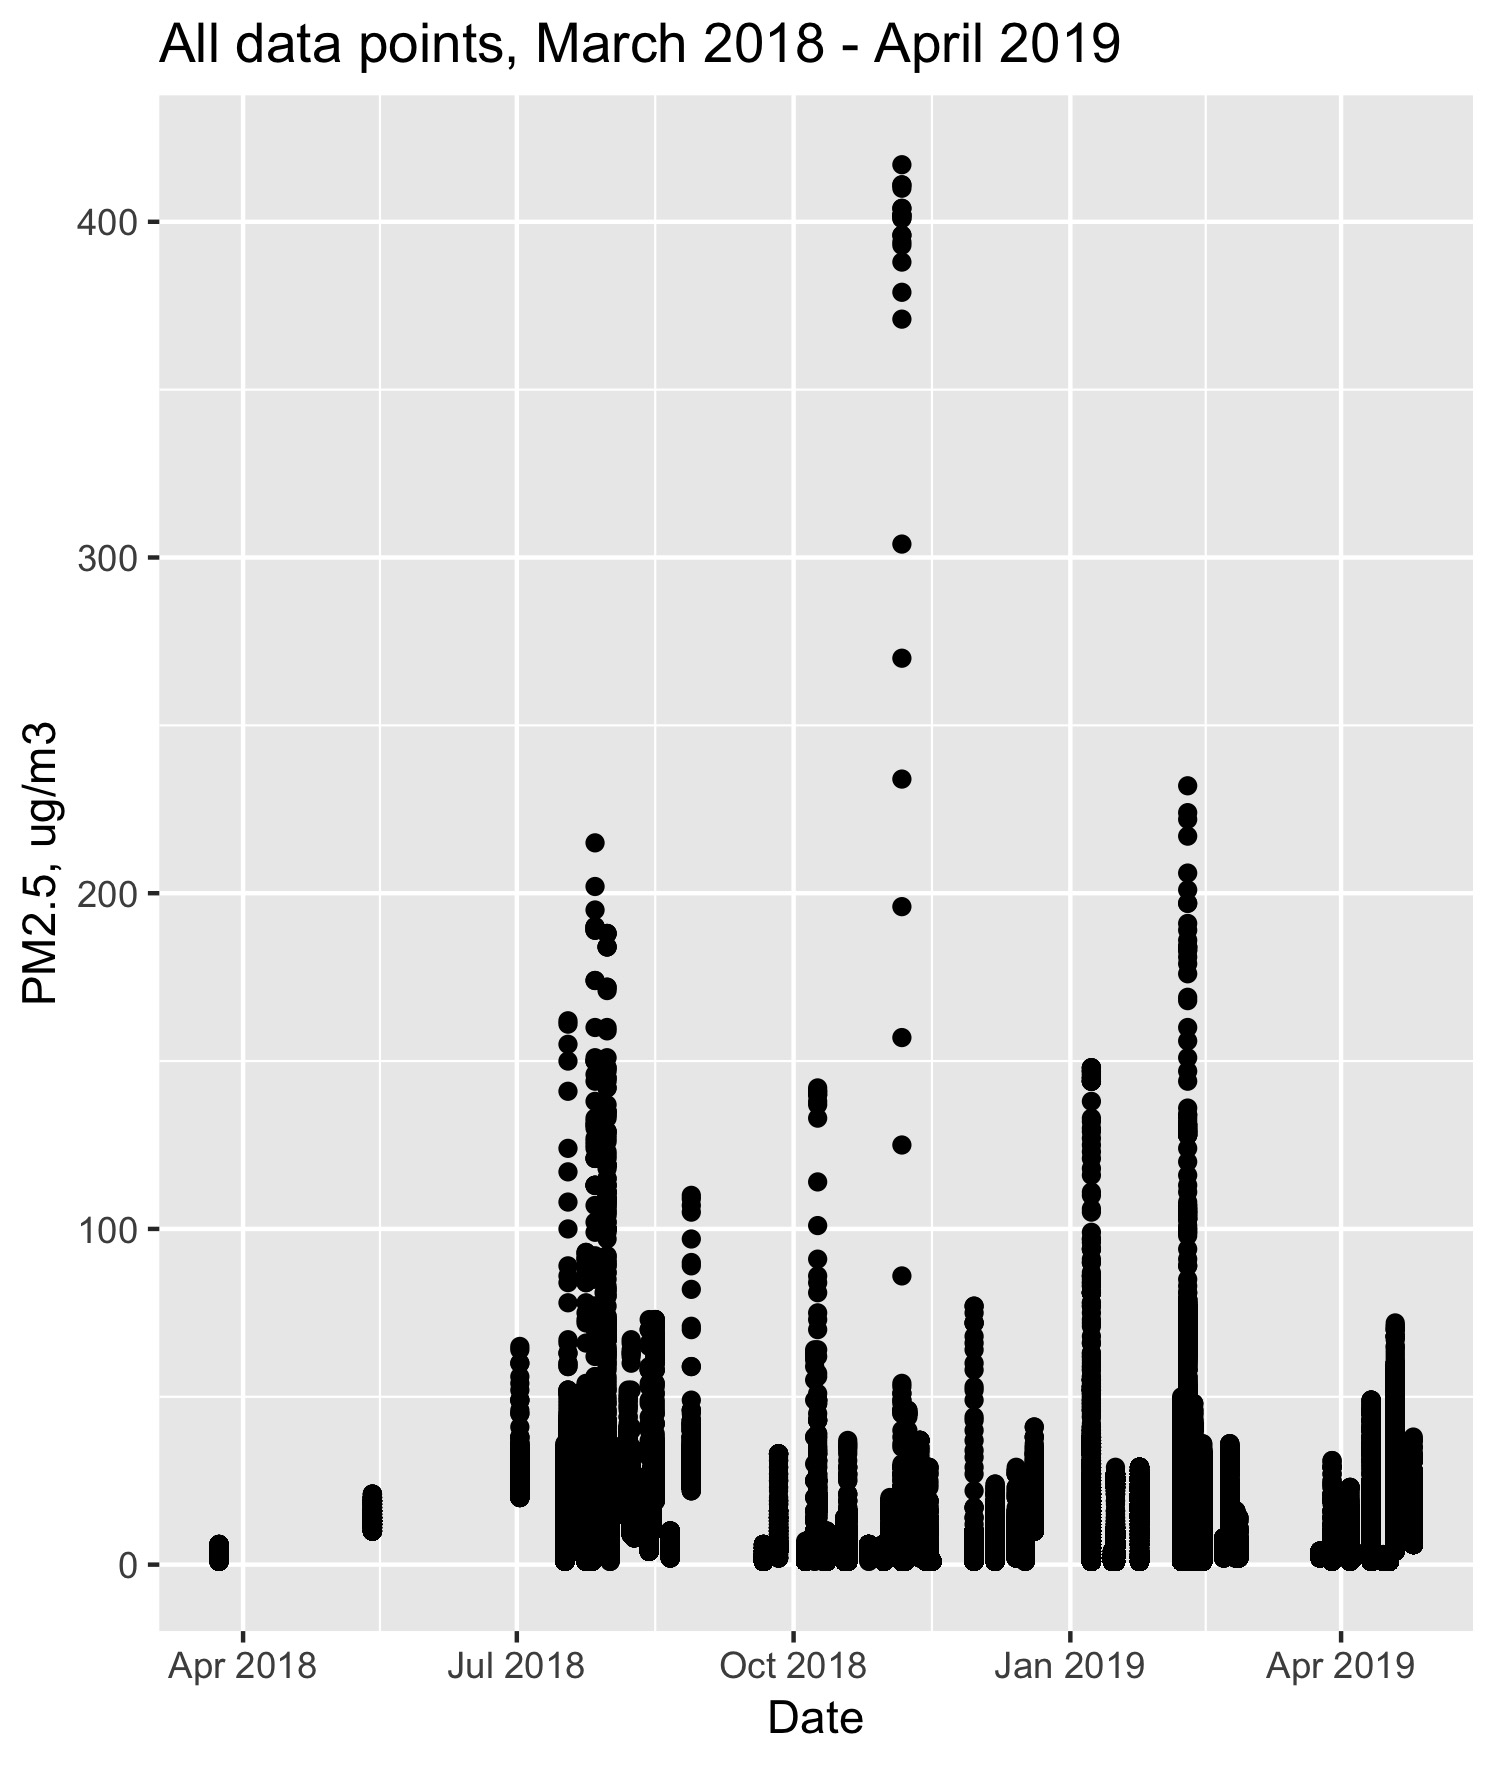 All data points, March 2018 - April 2019
PM2.5, ug/m3
400
300
200
100
0
Apr 2018
Jul 2018
Oct 2018
Jan 2019
Apr 2019
Date